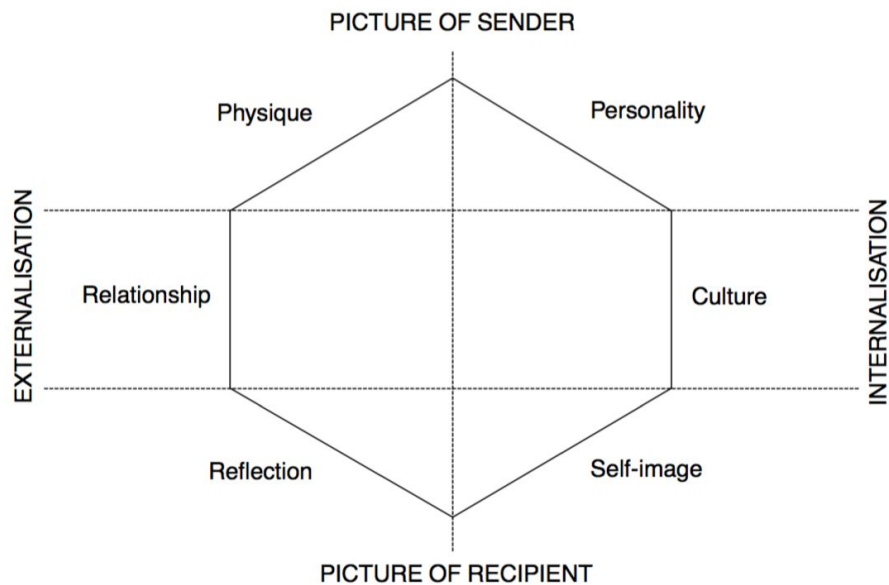 PICTURE OF SENDER
Physique
Personality
EXTERNALISATION
INTERNALISATION
Relationship
Culture
Reflection
Self-image
PICTURE OF RECIPIENT